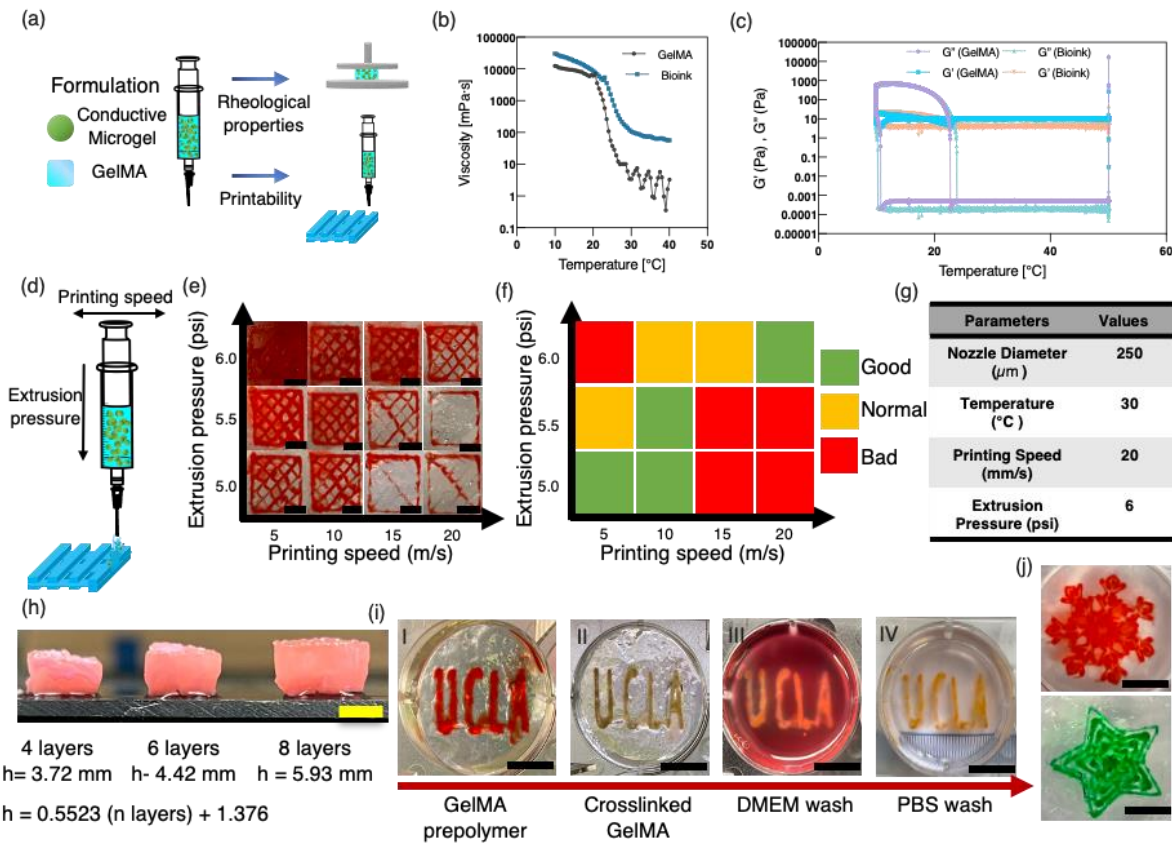 (a)
Formulation
Conductive
Microgel
GelMA
Rheological
properties
Printability
(b)
Viscosity [mPa·s]
100000
10000
1000
100
10
1
0.1
0 10 20 30 40 50
Temperature [°C]
GelMA
Bioink
(c)
G' (Pa) , G'' (Pa)
100000
10000
1000
100
10
1
0.1
0.01
0.001
0.0001
0.00001
0 20 40 60
Temperature [°C]
G'' (GelMA) G'' (Bioink)
G' (GelMA) G' (Bioink)
(d)
Printing speed
Extrusion
pressure
(e)
Extrusion pressure (psi)
6.0
5.5
5.0
5 10 15 20
Printing speed (m/s)
(f)
Extrusion pressure (psi)
6.0
5.5
5.0
5 10 15 20
Printing speed (m/s)
Good
Normal
Bad
(g)
Parameters Values
Nozzle Diameter
(µm ) 250
Temperature
(°C ) 30
Printing Speed
(mm/s) 20
Extrusion
Pressure (psi) 6
(h)
4 layers 6 layers 8 layers
h= 3.72 mm h- 4.42 mm h = 5.93 mm
h = 0.5523 (n layers) + 1.376
(i)
I II III IV
UCLA UCLA UCLA UCLA
GelMA
prepolymer
Crosslinked
GelMA
DMEM wash
PBS wash
(j)